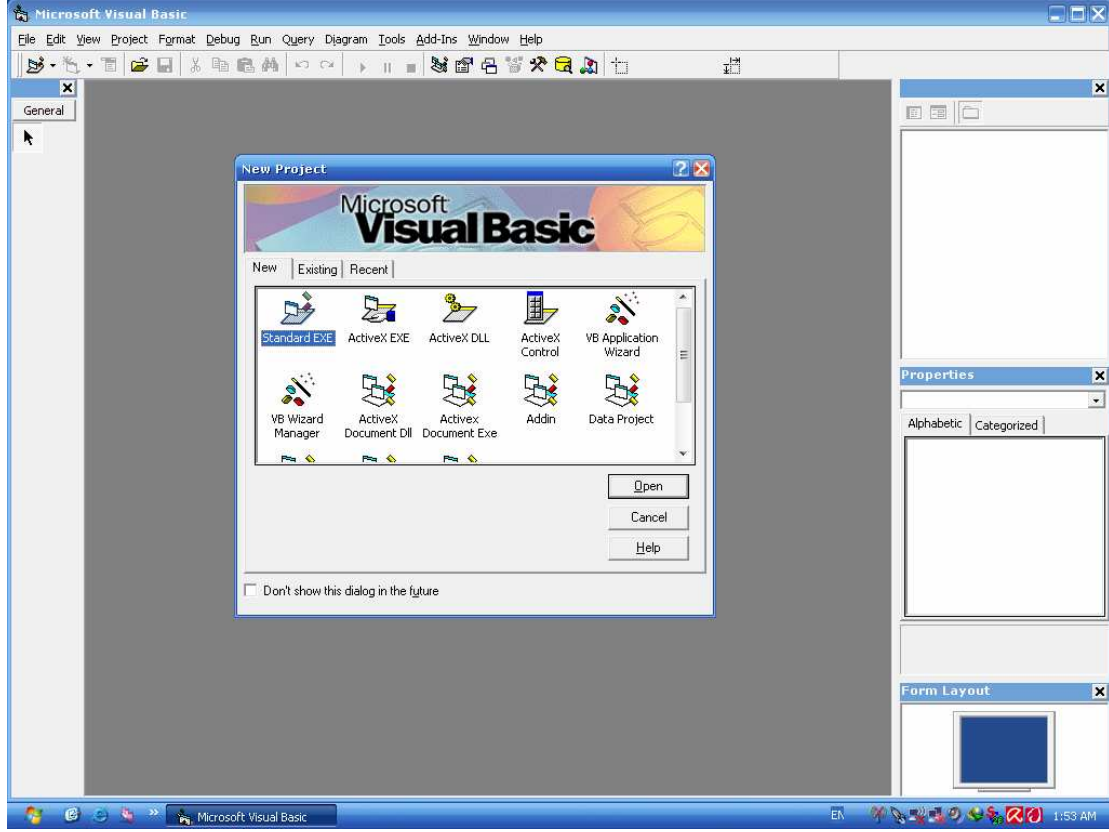 Microsoft Visual Basic
File Edit View Project Format Debug Run Query Diagram Tools Add-Ins Window Help
General
New Project
Microsoft
Visual Basic
New Existing Recent
Standard EXE ActiveX EXE ActiveX DLL ActiveX Control VB Application Wizard
VB Wizard Manager ActiveX Document Dll Activex Document Exe Addin Data Project
Open
Cancel
Help
Don't show this dialog in the future
Properties
Alphabetic Categorized
Form Layout
Microsoft Visual Basic
EN
1:53 AM